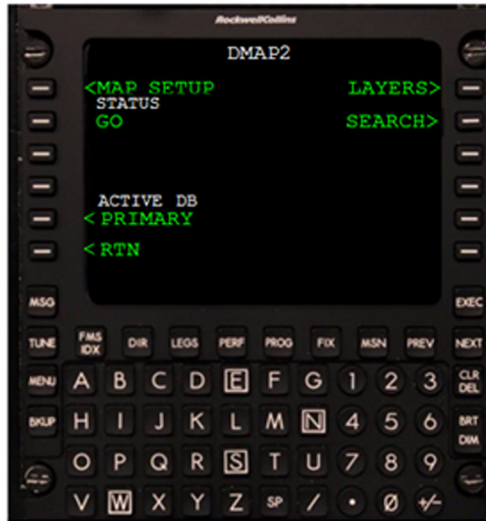 RockwellCollins
DMAP2
<MAP SETUP LAYERS>
STATUS
GO SEARCH>
ACTIVE DB
< PRIMARY
< RTN
MSG EXEC
TUNE FMS IDX DIR LEGS PERF PROG FIX MSN PREV NEXT
MENU A B C D E F G 1 2 3 CLR DEL
BKUP H I J K L M N 4 5 6 BRT DIM
O P Q R S T U 7 8 9
V W X Y Z SP / • Ø +/−